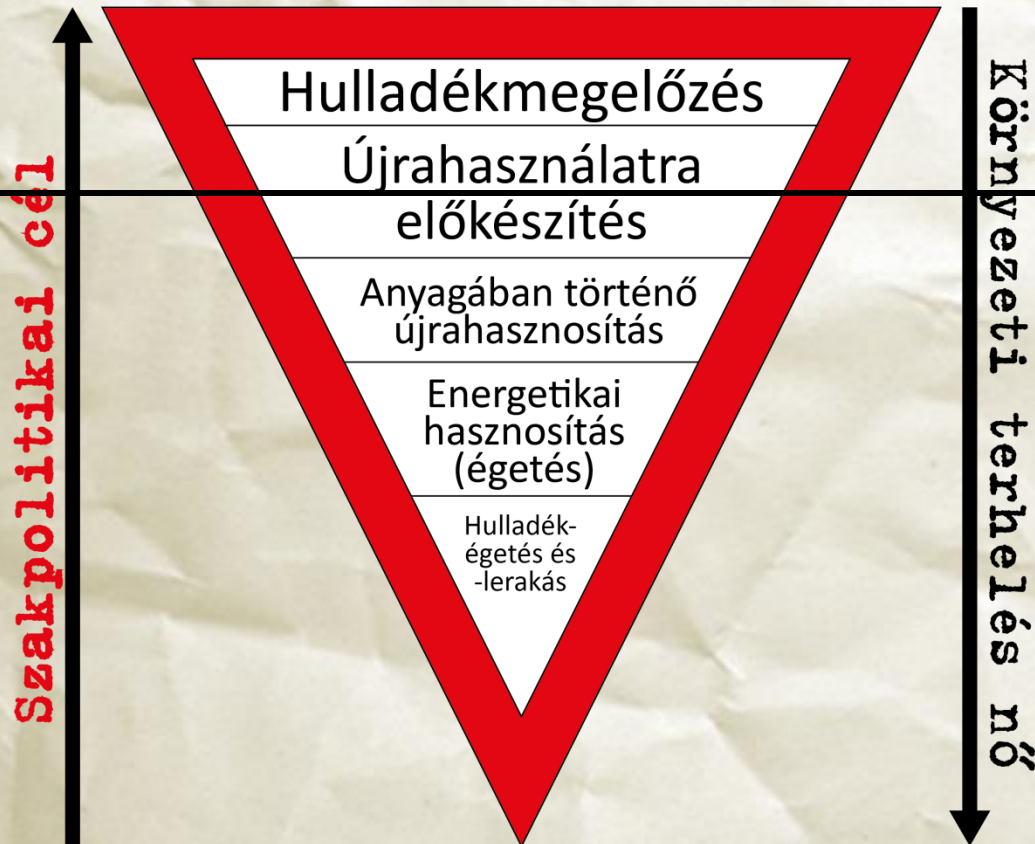 Szakpolitikai cél
Hulladékmegelőzés
Újrahasználatra
előkészítés
Anyagában történő
újrahasznosítás
Energetikai
hasznosítás
(égetés)
Hulladék-
égetés és
-lerakás
Környezeti terhelés nő